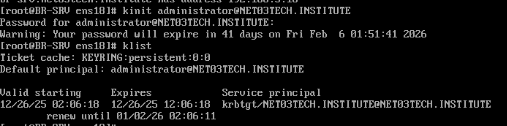 [root@BR-SRV ens18]# kinit administrator@NET03TECH.INSTITUTE
Password for administrator@NET03TECH.INSTITUTE:
Warning: Your password will expire in 41 days on Fri Feb  6 01:51:41 2026
[root@BR-SRV ens18]# klist
Ticket cache: KEYRING:persistent:0:0
Default principal: administrator@NET03TECH.INSTITUTE

Valid starting     Expires            Service principal
12/26/25 02:06:18  12/26/25 12:06:18  krbtgt/NET03TECH.INSTITUTE@NET03TECH.INSTITUTE
        renew until 01/02/26 02:06:11